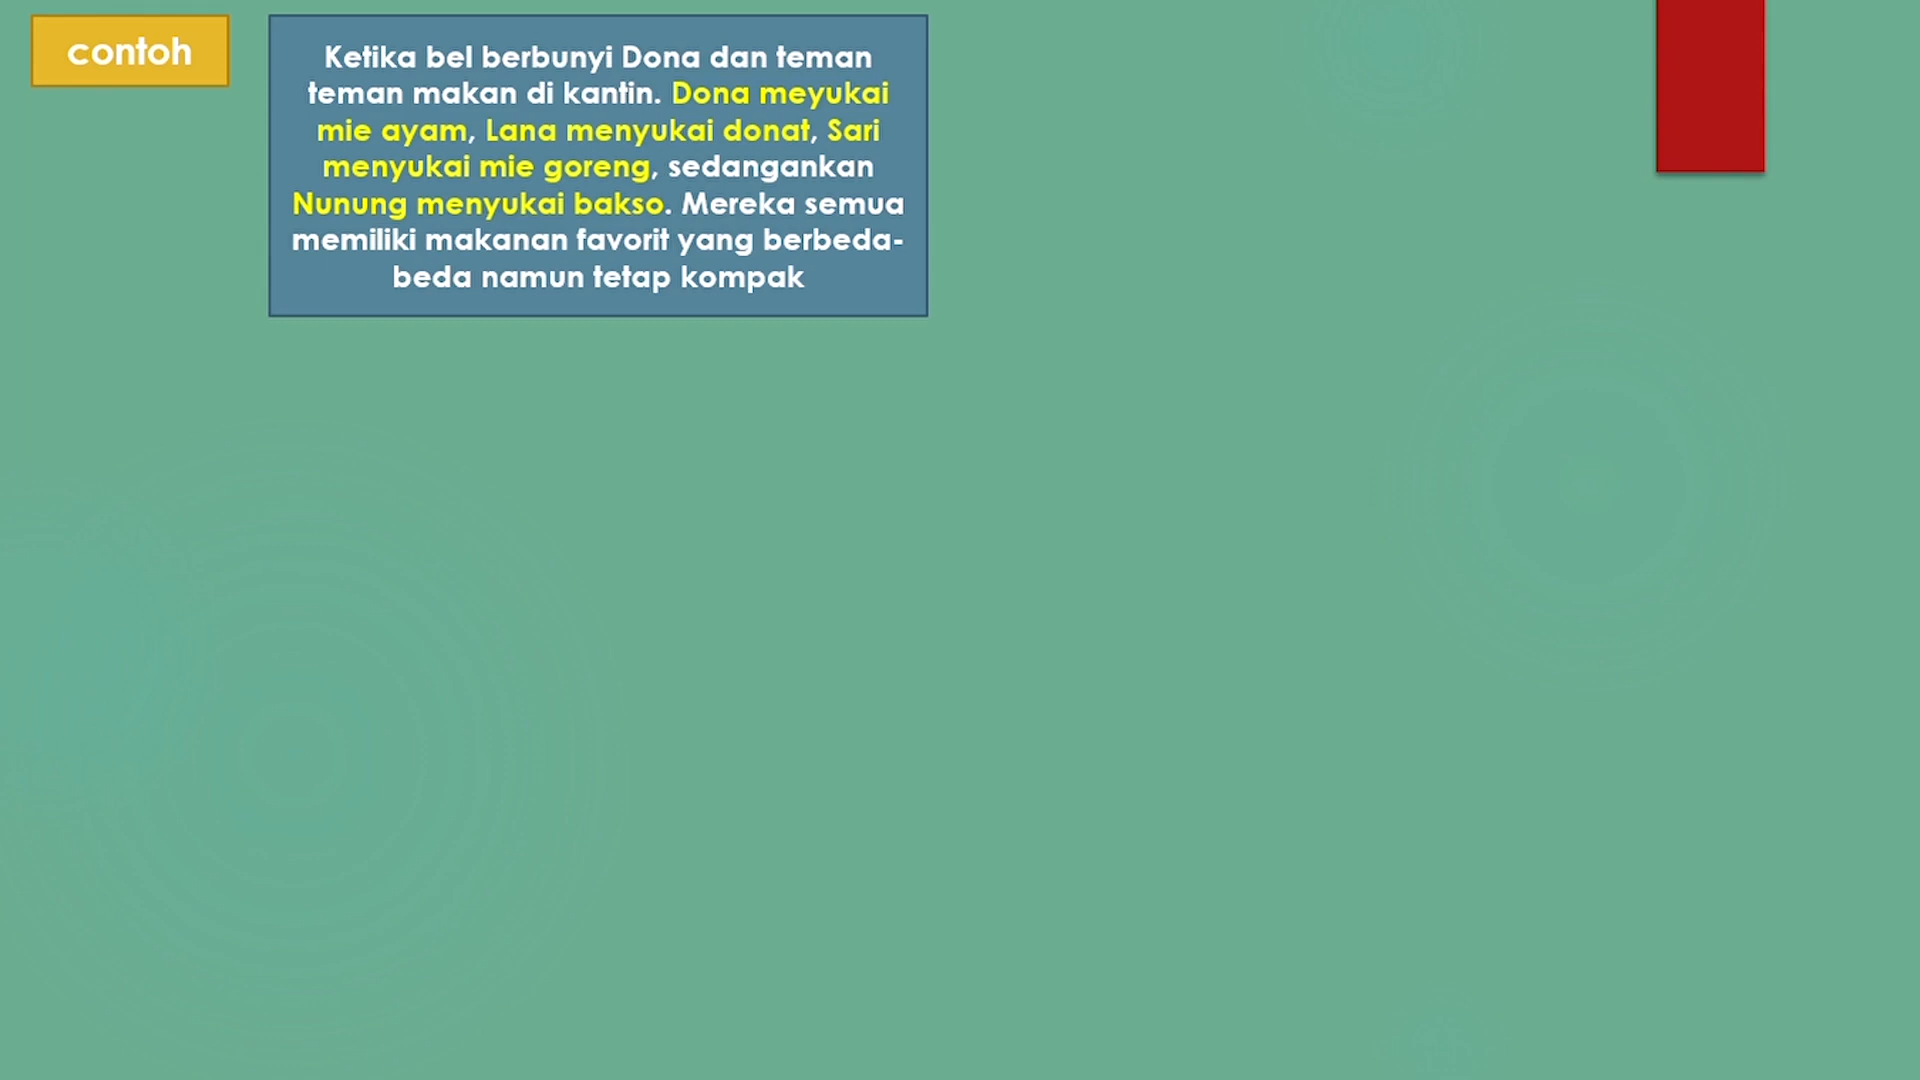 contoh
Ketika bel berbunyi Dona dan teman
teman makan di kantin. Dona meyukai
mie ayam, Lana menyukai donat, Sari
menyukai mie goreng, sedangankan
Nunung menyukai bakso. Mereka semua
memiliki makanan favorit yang berbeda-
beda namun tetap kompak